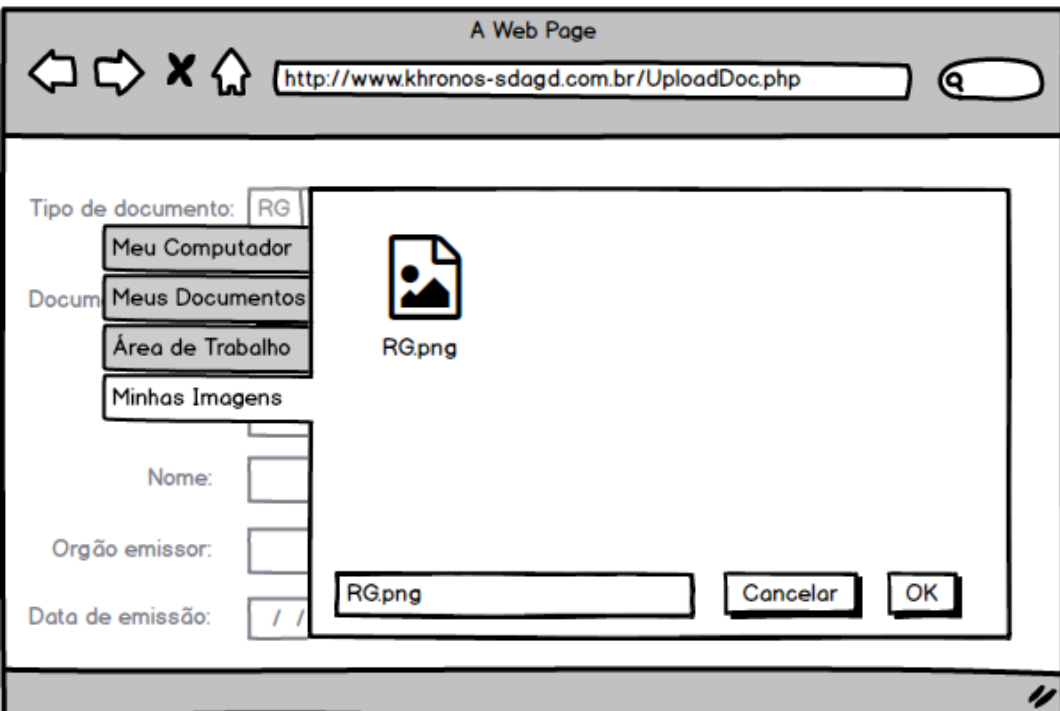 A Web Page
http://www.khronos-sdagd.com.br/UploadDoc.php
Tipo de documento: RG
Meu Computador
Docum
Meus Documentos
Área de Trabalho
RG.png
Minhas Imagens
Nome:
Orgão emissor:
RG.png
Cancelar
OK
Data de emissão: / /